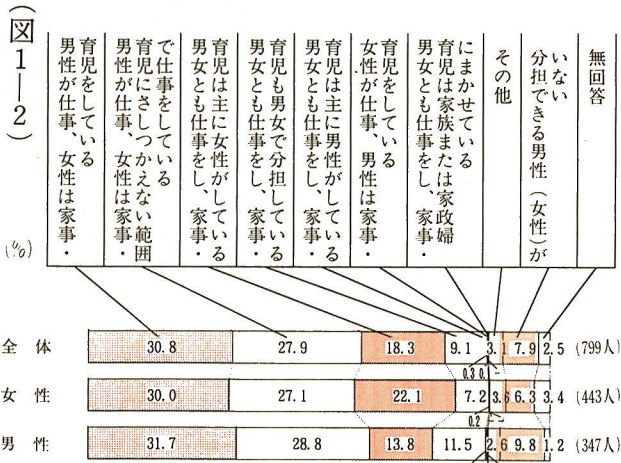 （図1―2）
（％）
男性が仕事、女性は家事・
育児をしている
男性が仕事、女性は家事・
育児にさしつかえない範囲
で仕事をしている
男女とも仕事をし、家事・
育児は主に女性がしている
男女とも仕事をし、家事・
育児も男女で分担している
男女とも仕事をし、家事・
育児は主に男性がしている
女性が仕事、男性は家事・
育児をしている
男女とも仕事をし、家事・
育児は家族または家政婦
にまかせている
その他
分担できる男性（女性）が
いない
無回答
全体 30.8 27.9 18.3 9.1 3.1 7.9 2.5 (799人)
0.3 0. -
女性 30.0 27.1 22.1 7.2 3.6 6.3 3.4 (443人)
0.2 - -
男性 31.7 28.8 13.8 11.5 2.6 9.8 1.2 (347人)